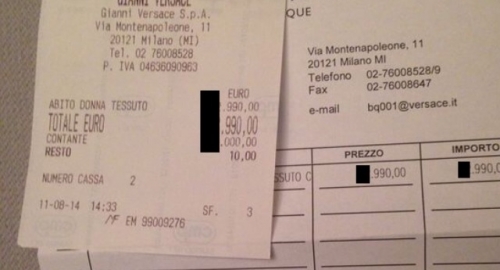 GIANNI VERSACE
Gianni Versace S.p.A.
Via Montenapoleone, 11
20121 Milano (MI)
Tel. 02 76008528
P. IVA 04636090963
EURO
ABITO DONNA TESSUTO .990,00
TOTALE EURO .990,00
CONTANTE .000,00
RESTO 10,00
NUMERO CASSA 2
11-08-14 14:33 SF. 3
MF EM 99009276
QUE
Via Montenapoleone, 11
20121 Milano MI
Telefono 02-76008528/9
Fax 02-76008647
e-mail bq001@versace.it
PREZZO IMPORTO
SSUTO C .990,00 .990,00